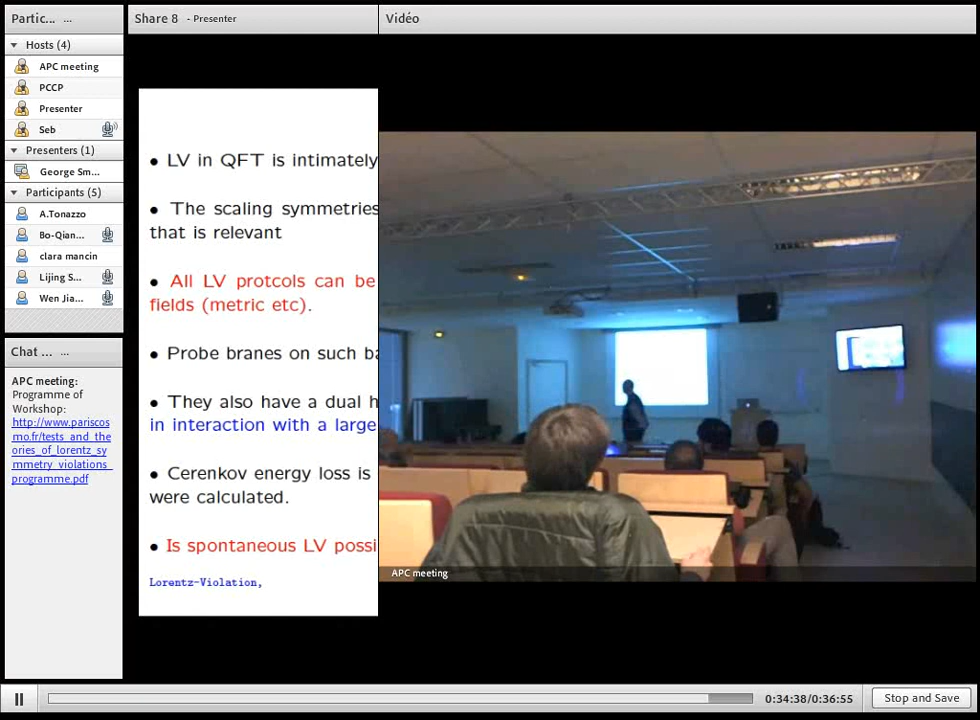 Partic... ...
Hosts (4)
APC meeting
PCCP
Presenter
Seb
Presenters (1)
George Sm...
Participants (5)
A.Tonazzo
Bo-Qian...
clara mancin
Lijing S...
Wen Jia...
Chat ... ...
APC meeting:
Programme of
Workshop:
http://www.pariscos
mo.fr/tests_and_the
ories_of_lorentz_sy
mmetry_violations_
programme.pdf
Share 8 - Presenter
• LV in QFT is intimately
• The scaling symmetries
that is relevant
• All LV protcols can be
fields (metric etc).
• Probe branes on such ba
• They also have a dual h
in interaction with a large
• Cerenkov energy loss is
were calculated.
• Is spontaneous LV possi
Lorentz-Violation,
Vidéo
APC meeting
0:34:38/0:36:55
Stop and Save